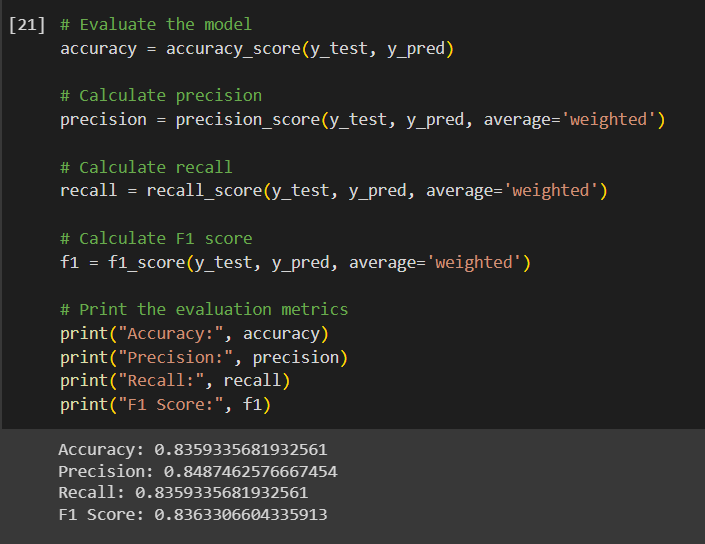 [21] # Evaluate the model
accuracy = accuracy_score(y_test, y_pred)
# Calculate precision
precision = precision_score(y_test, y_pred, average='weighted')
# Calculate recall
recall = recall_score(y_test, y_pred, average='weighted')
# Calculate F1 score
f1 = f1_score(y_test, y_pred, average='weighted')
# Print the evaluation metrics
print("Accuracy:", accuracy)
print("Precision:", precision)
print("Recall:", recall)
print("F1 Score:", f1)
Accuracy: 0.8359335681932561
Precision: 0.8487462576667454
Recall: 0.8359335681932561
F1 Score: 0.8363306604335913